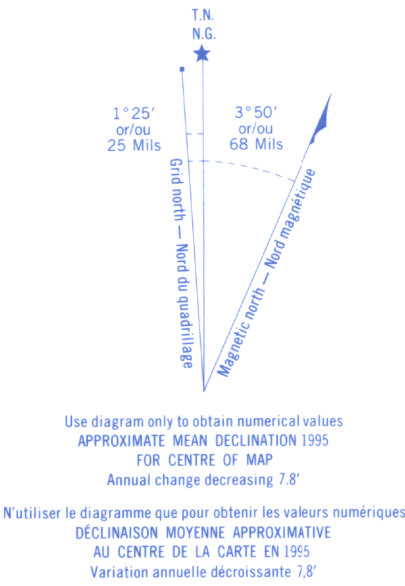 T.N.
N.G.
1°25′
or/ou
25 Mils
3°50′
or/ou
68 Mils
Grid north — Nord du quadrillage
Magnetic north — Nord magnétique
Use diagram only to obtain numerical values
APPROXIMATE MEAN DECLINATION 1995
FOR CENTRE OF MAP
Annual change decreasing 7.8′
N'utiliser le diagramme que pour obtenir les valeurs numériques
DÉCLINAISON MOYENNE APPROXIMATIVE
AU CENTRE DE LA CARTE EN 1995
Variation annuelle décroissante 7,8′